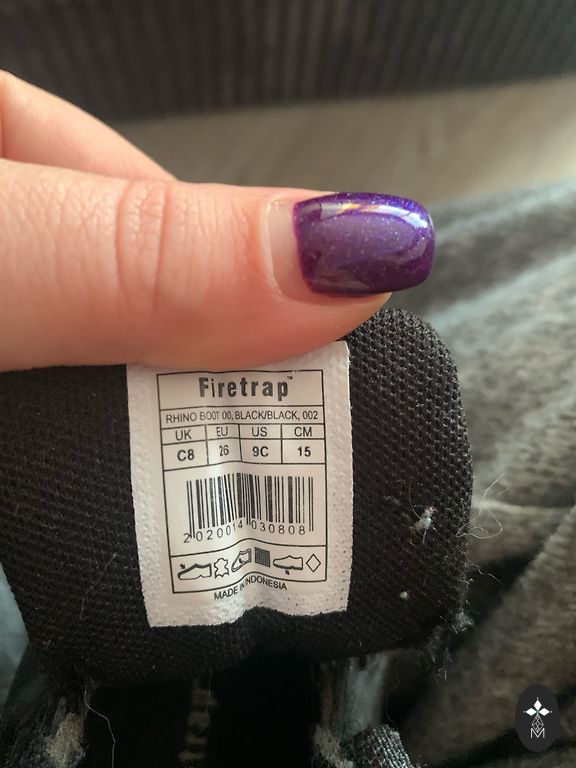 Firetrap™
RHINO BOOT 00, BLACK/BLACK, 002
UK EU US CM
C8 26 9C 15
2 020014 030808
MADE IN INDONESIA
M